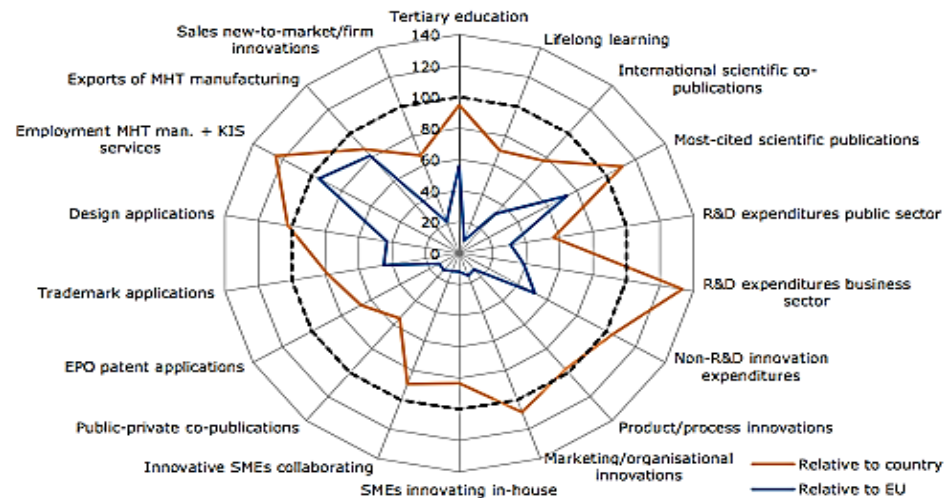 Tertiary education
Sales new-to-market/firm
innovations
Lifelong learning
Exports of MHT manufacturing
International scientific co-
publications
Employment MHT man. + KIS
services
Most-cited scientific publications
Design applications
R&D expenditures public sector
Trademark applications
R&D expenditures business
sector
EPO patent applications
Non-R&D innovation
expenditures
Public-private co-publications
Product/process innovations
Innovative SMEs collaborating
Marketing/organisational
innovations
SMEs innovating in-house
140
120
100
80
60
40
20
0
Relative to country
Relative to EU